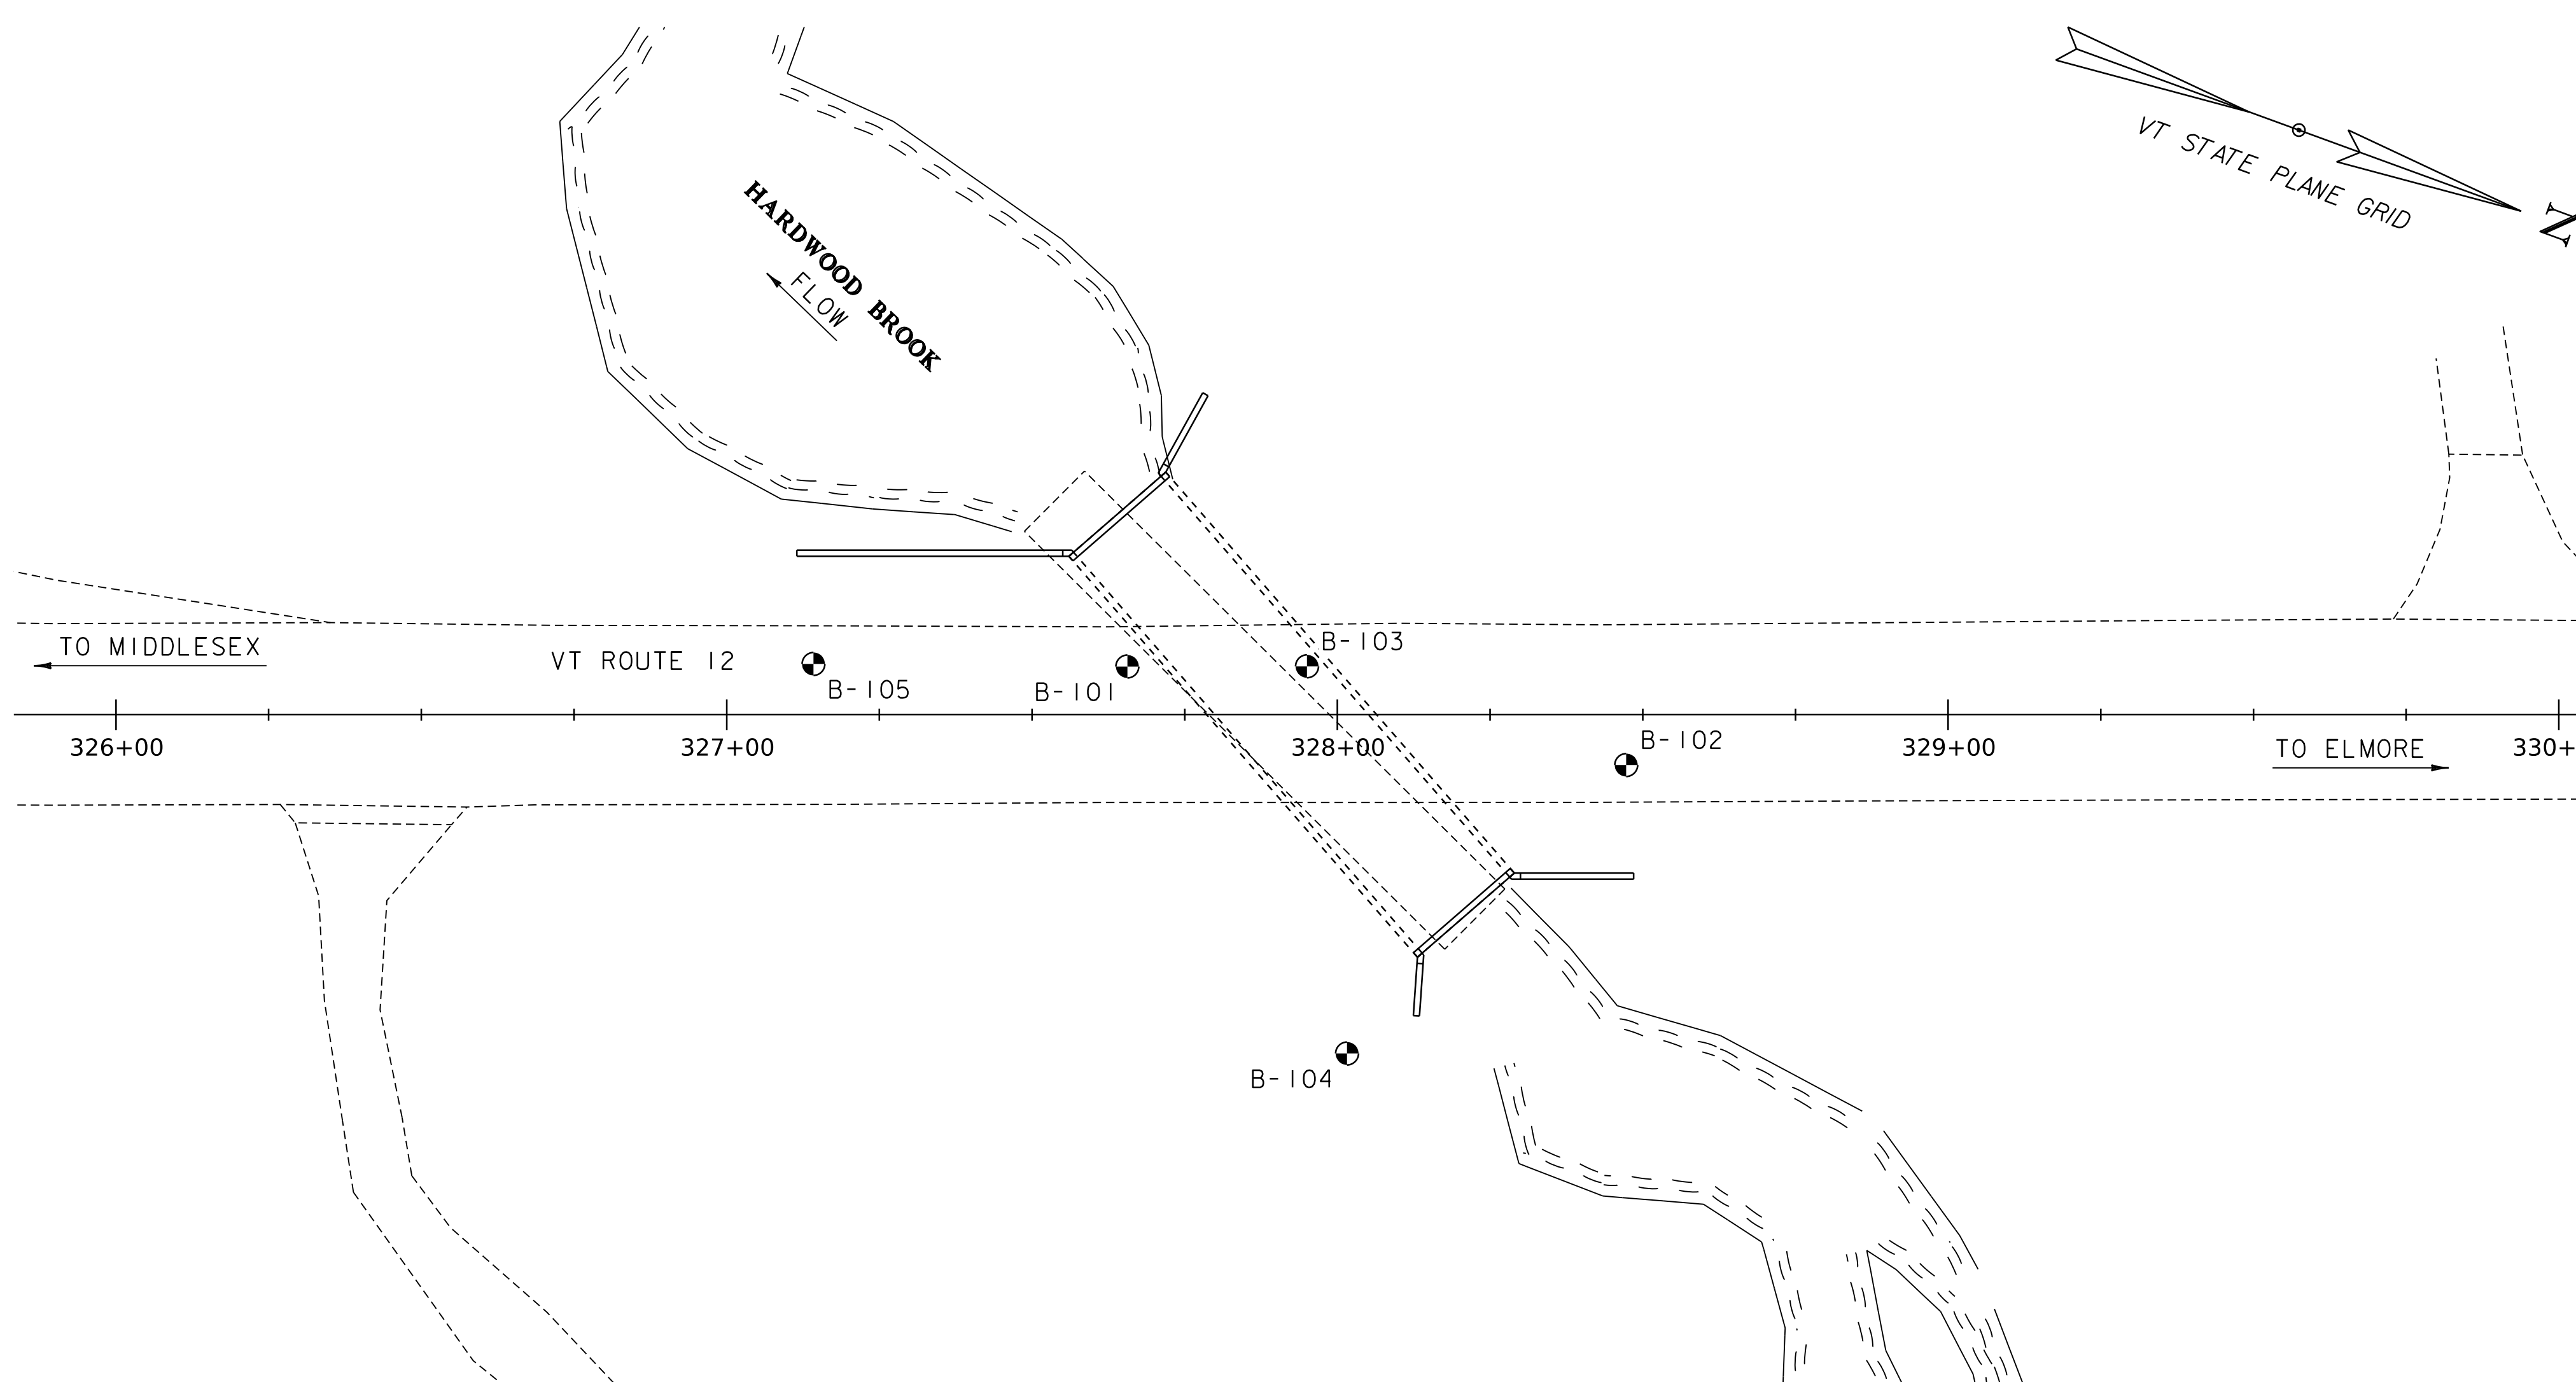 VT STATE PLANE GRID
N
HARDWOOD BROOK
FLOW
TO MIDDLESEX
VT ROUTE 12
B-105
B-101
B-103
B-102
326+00
327+00
328+00
329+00
330+
TO ELMORE
B-104